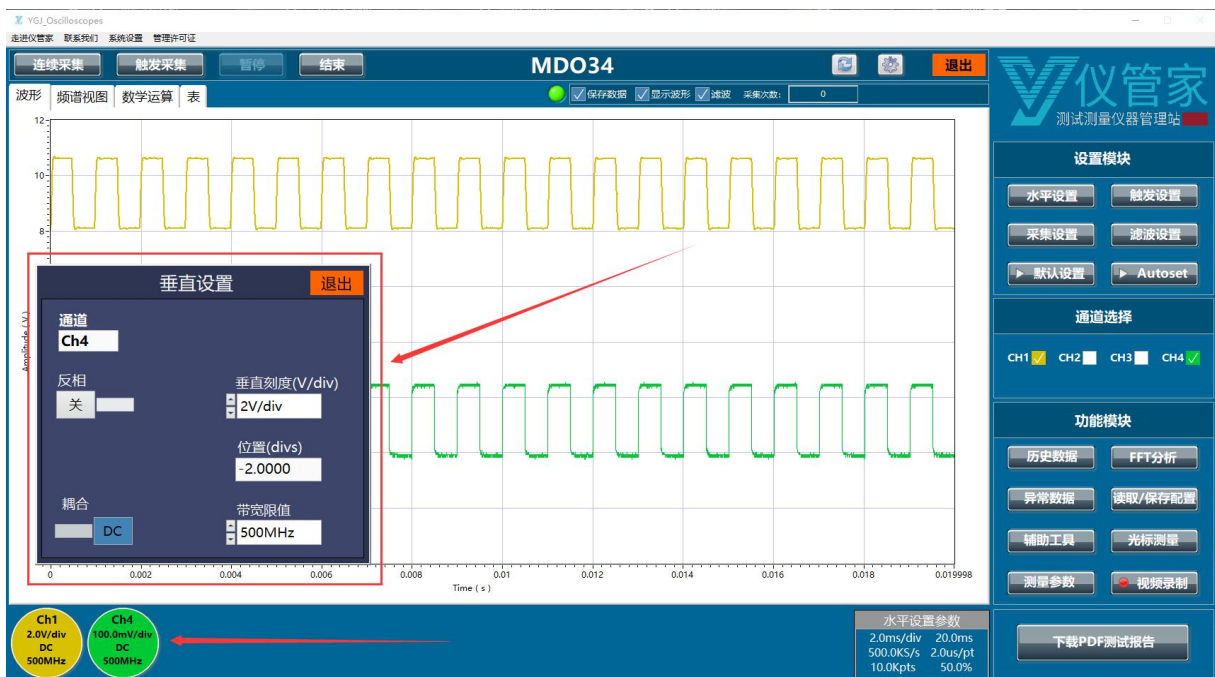 YGJ_Oscilloscopes
走进仪管家 联系我们 系统设置 管理许可证
连续采集 触发采集 暂停 结束 MDO34 退出
波形 频谱视图 数学运算 表
保存数据 显示波形 滤波 采集次数: 0
仪管家
测试测量仪器管理站
12
10
8
Amplitude ( V )
0 0.002 0.004 0.006 0.008 0.01 0.012 0.014 0.016 0.018 0.019998
Time ( s )
垂直设置 退出
通道
Ch4
反相
关
垂直刻度(V/div)
2V/div
位置(divs)
-2.0000
耦合
DC
带宽限值
500MHz
设置模块
水平设置 触发设置
采集设置 滤波设置
默认设置 Autoset
通道选择
CH1 CH2 CH3 CH4
功能模块
历史数据 FFT分析
异常数据 读取/保存配置
辅助工具 光标测量
测量参数 视频录制
下载PDF测试报告
Ch1
2.0V/div
DC
500MHz
Ch4
100.0mV/div
DC
500MHz
水平设置参数
2.0ms/div 20.0ms
500.0KS/s 2.0us/pt
10.0Kpts 50.0%